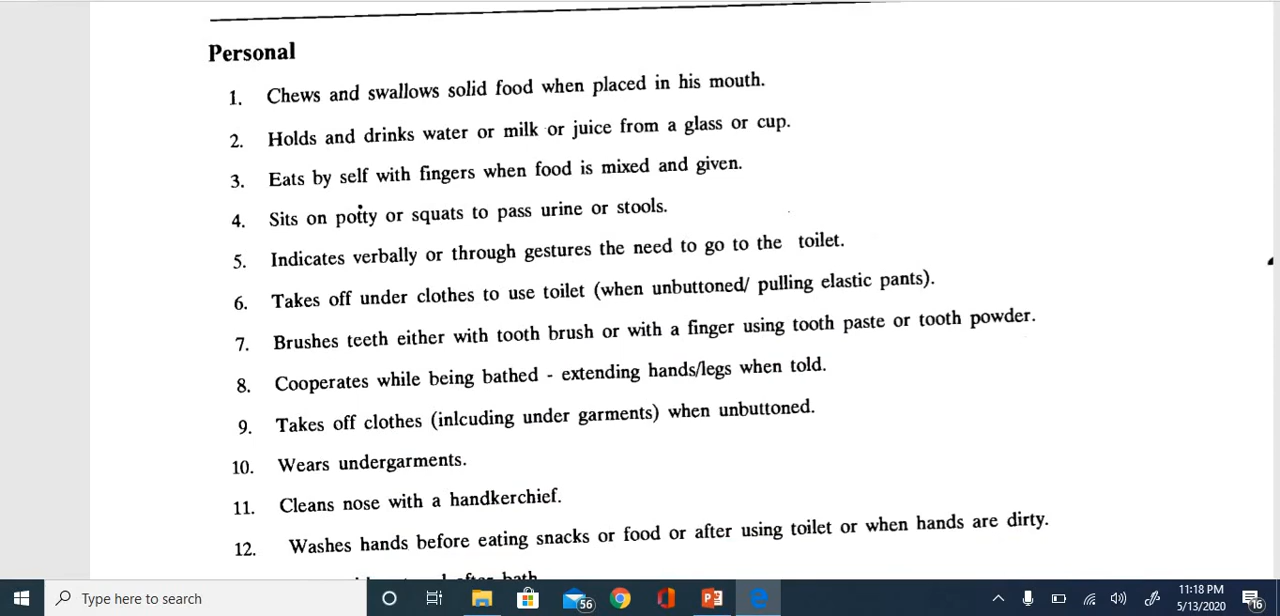 Personal
1. Chews and swallows solid food when placed in his mouth.
2. Holds and drinks water or milk or juice from a glass or cup.
3. Eats by self with fingers when food is mixed and given.
4. Sits on potty or squats to pass urine or stools.
5. Indicates verbally or through gestures the need to go to the toilet.
6. Takes off under clothes to use toilet (when unbuttoned/ pulling elastic pants).
7. Brushes teeth either with tooth brush or with a finger using tooth paste or tooth powder.
8. Cooperates while being bathed - extending hands/legs when told.
9. Takes off clothes (inlcuding under garments) when unbuttoned.
10. Wears undergarments.
11. Cleans nose with a handkerchief.
12. Washes hands before eating snacks or food or after using toilet or when hands are dirty.
after bath
Type here to search
56
11:18 PM
5/13/2020
16